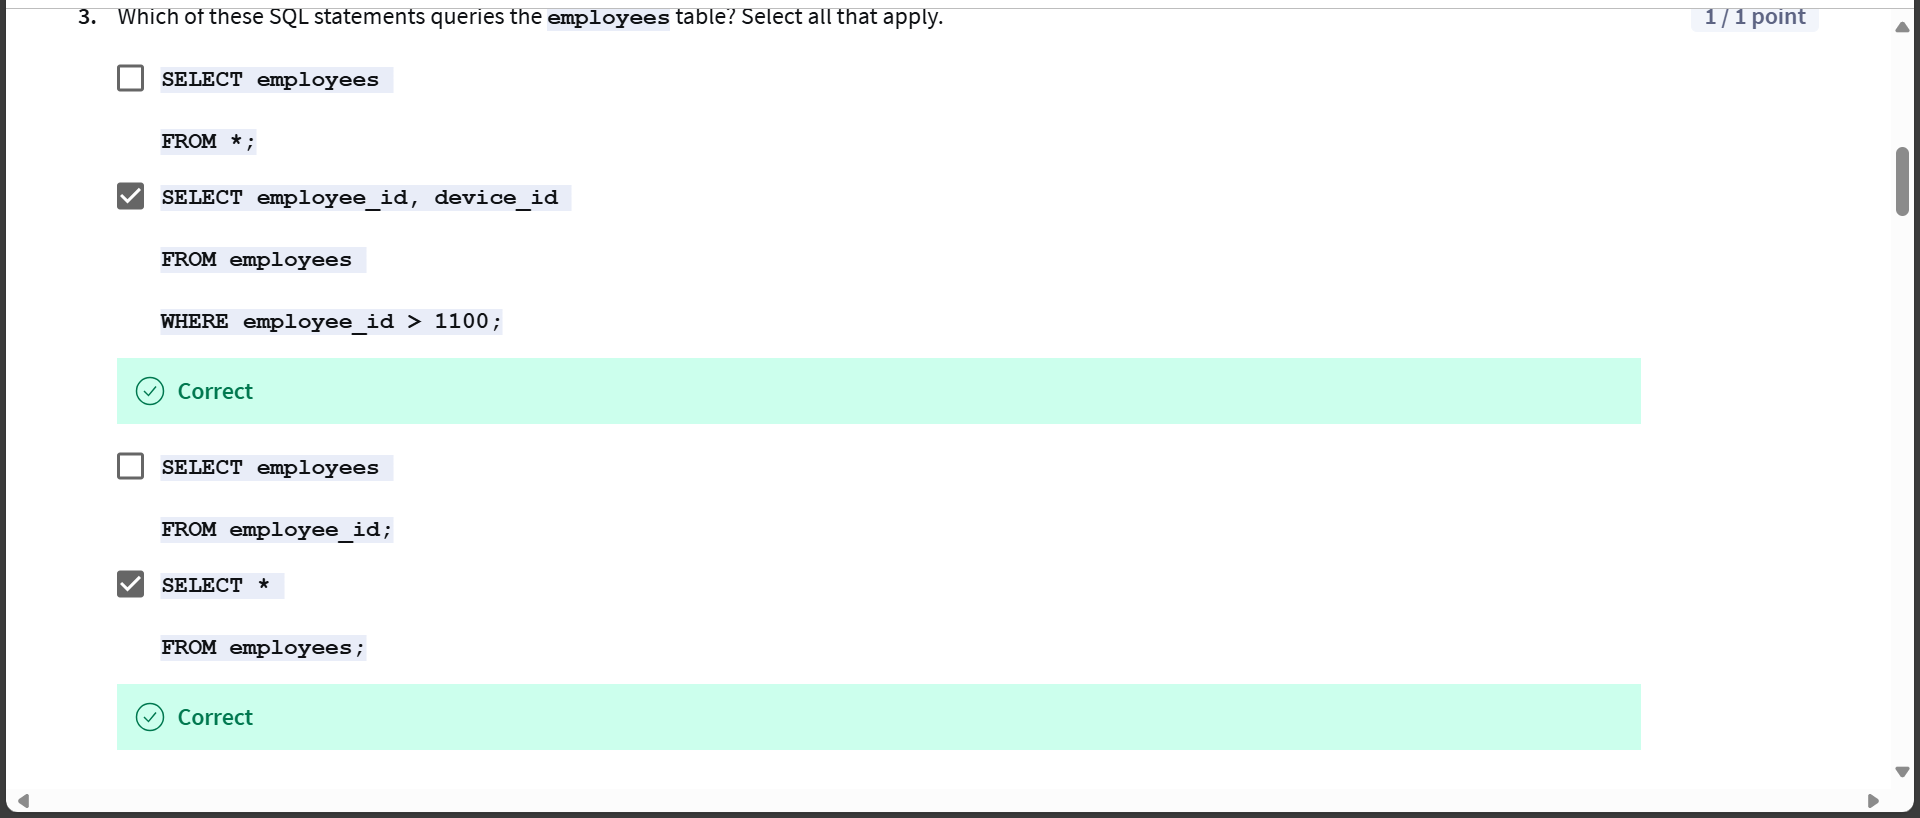 3. Which of these SQL statements queries the employees table? Select all that apply.
1 / 1 point
SELECT employees
FROM *;
SELECT employee_id, device_id
FROM employees
WHERE employee_id > 1100;
Correct
SELECT employees
FROM employee_id;
SELECT *
FROM employees;
Correct